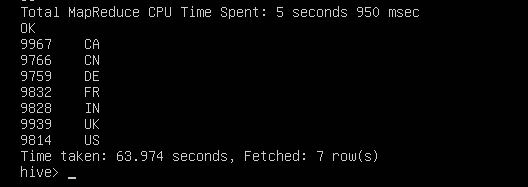 Total MapReduce CPU Time Spent: 5 seconds 950 msec
OK
9967 CA
9766 CN
9759 DE
9832 FR
9828 IN
9939 UK
9814 US
Time taken: 63.974 seconds, Fetched: 7 row(s)
hive> _